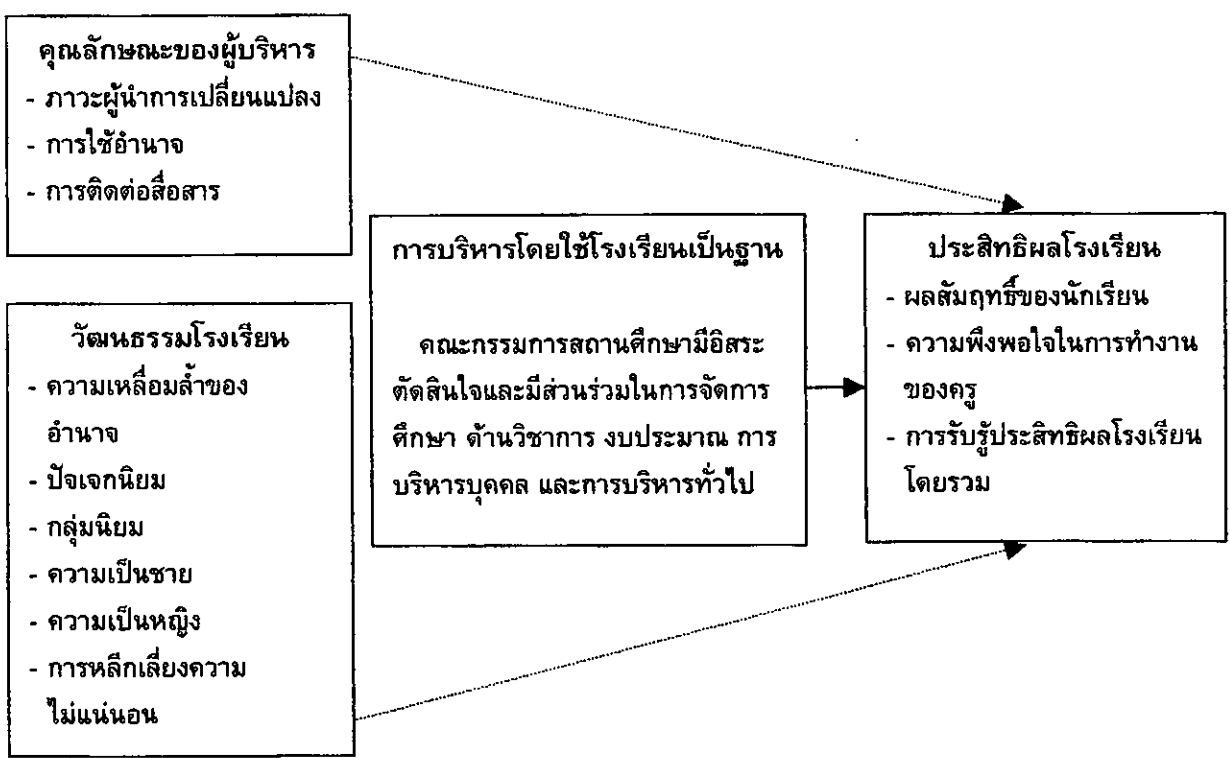 คุณลักษณะของผู้บริหาร
- ภาวะผู้นำการเปลี่ยนแปลง
- การใช้อำนาจ
- การติดต่อสื่อสาร
วัฒนธรรมโรงเรียน
- ความเหลื่อมล้ำของ
อำนาจ
- ปัจเจกนิยม
- กลุ่มนิยม
- ความเป็นชาย
- ความเป็นหญิง
- การหลีกเลี่ยงความ
ไม่แน่นอน
การบริหารโดยใช้โรงเรียนเป็นฐาน
คณะกรรมการสถานศึกษามีอิสระ
ตัดสินใจและมีส่วนร่วมในการจัดการ
ศึกษา ด้านวิชาการ งบประมาณ การ
บริหารบุคคล และการบริหารทั่วไป
ประสิทธิผลโรงเรียน
- ผลสัมฤทธิ์ของนักเรียน
- ความพึงพอใจในการทำงาน
ของครู
- การรับรู้ประสิทธิผลโรงเรียน
โดยรวม